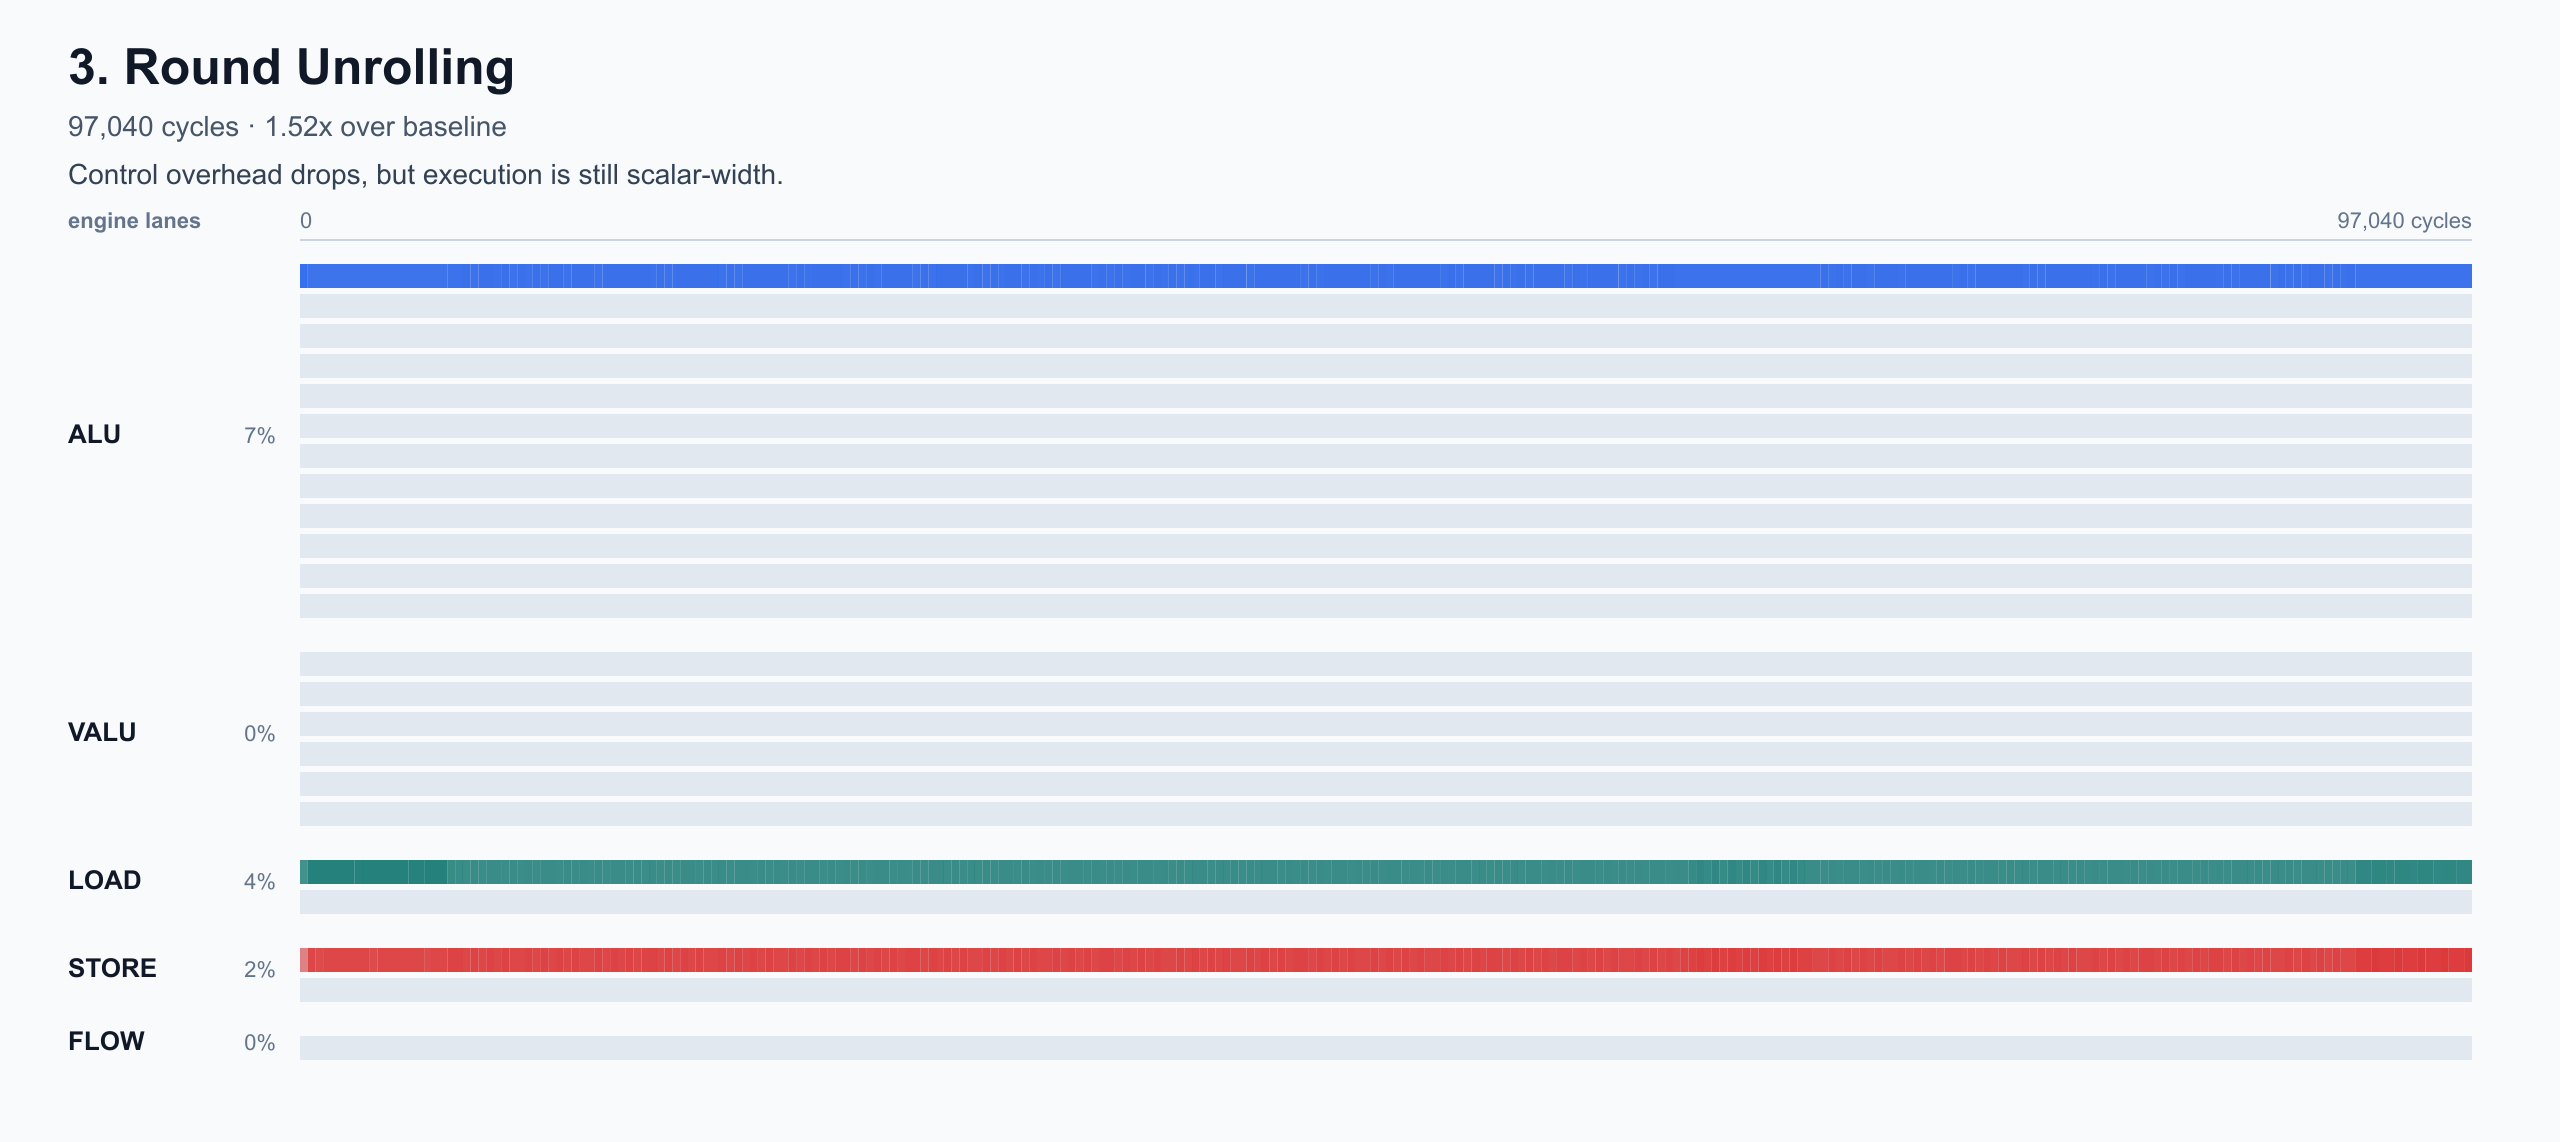 3. Round Unrolling
97,040 cycles · 1.52x over baseline
Control overhead drops, but execution is still scalar-width.
engine lanes 0 97,040 cycles
ALU 7%
VALU 0%
LOAD 4%
STORE 2%
FLOW 0%